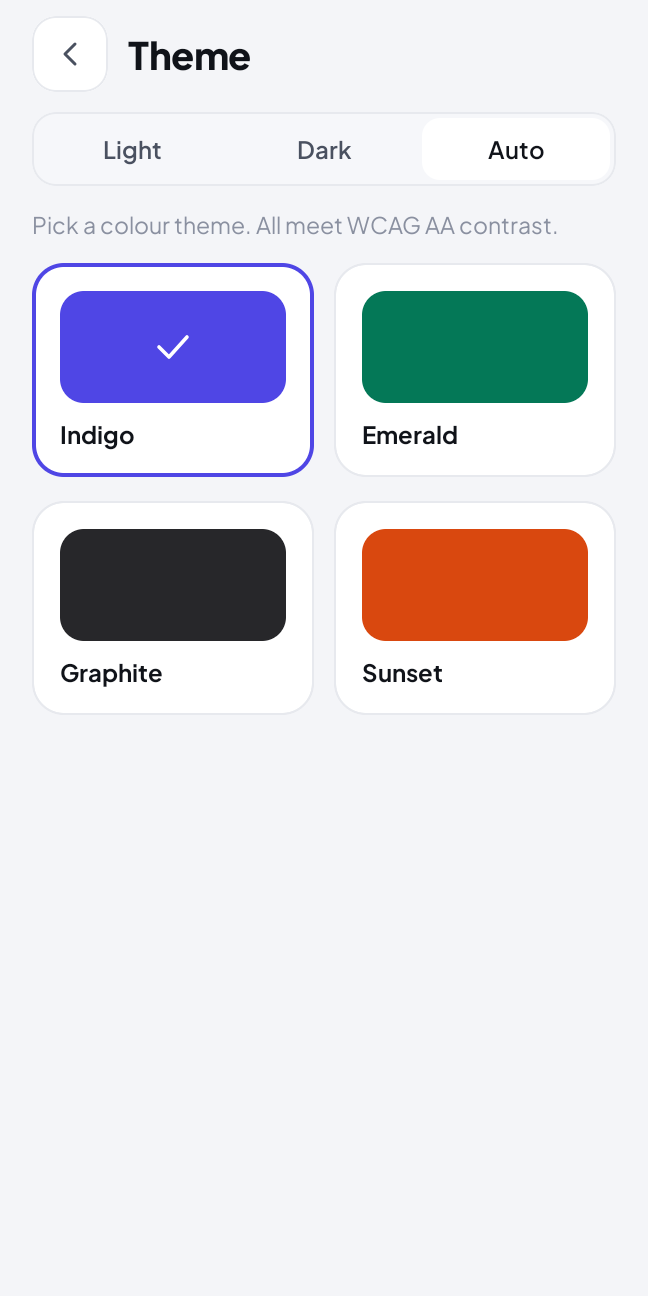 Theme
Light Dark Auto
Pick a colour theme. All meet WCAG AA contrast.
Indigo Emerald
Graphite Sunset